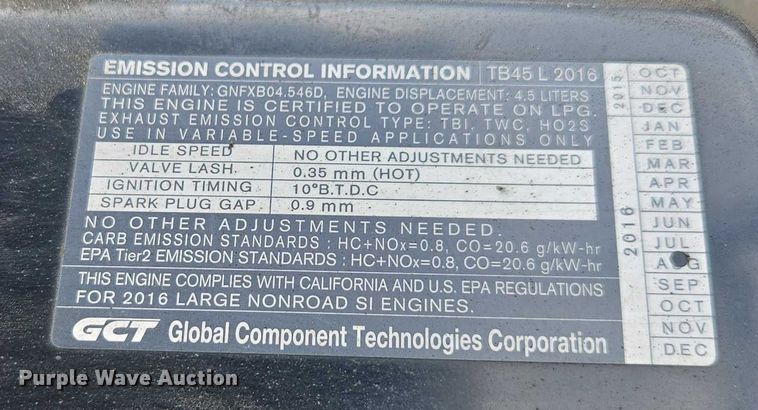 EMISSION CONTROL INFORMATION TB45 L 2016
ENGINE FAMILY: GNFXB04.546D, ENGINE DISPLACEMENT: 4.5 LITERS
THIS ENGINE IS CERTIFIED TO OPERATE ON LPG.
EXHAUST EMISSION CONTROL TYPE: TBI, TWC, HO2S
USE IN VARIABLE-SPEED APPLICATIONS ONLY
IDLE SPEED NO OTHER ADJUSTMENTS NEEDED
VALVE LASH. 0.35 mm (HOT)
IGNITION TIMING 10°B.T.D.C
SPARK PLUG GAP. 0.9 mm
NO OTHER ADJUSTMENTS NEEDED.
CARB EMISSION STANDARDS : HC+NOx=0.8, CO=20.6 g/kW-hr
EPA Tier2 EMISSION STANDARDS : HC+NOx=0.8, CO=20.6 g/kW-hr
THIS ENGINE COMPLIES WITH CALIFORNIA AND U.S. EPA REGULATIONS
FOR 2016 LARGE NONROAD SI ENGINES.
GCT Global Component Technologies Corporation
2015
OCT
NOV
DEC
2016
JAN
FEB
MAR
APR
MAY
JUN
JUL
AUG
SEP
OCT
NOV
DEC
Purple Wave Auction